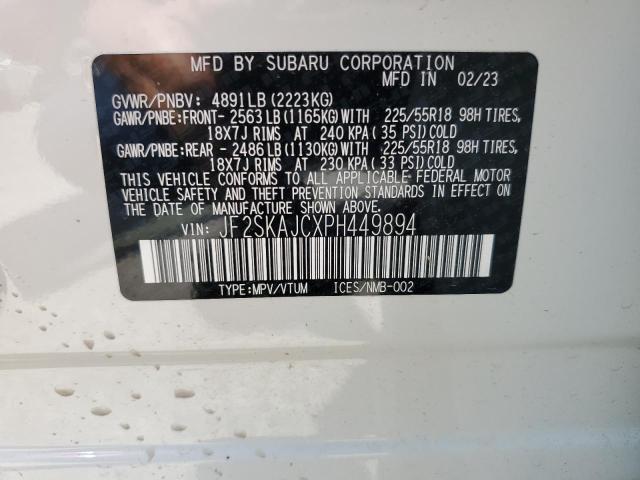 MFD BY SUBARU CORPORATION
MFD IN 02/23
GVWR/PNBV: 4891LB (2223KG)
GAWR/PNBE:FRONT- 2563LB (1165KG)WITH 225/55R18 98H TIRES,
18X7J RIMS AT 240 KPA (35 PSI)COLD
GAWR/PNBE:REAR - 2486LB (1130KG)WITH 225/55R18 98H TIRES,
18X7J RIMS AT 230 KPA (33 PSI)COLD
THIS VEHICLE CONFORMS TO ALL APPLICABLE FEDERAL MOTOR
VEHICLE SAFETY AND THEFT PREVENTION STANDARDS IN EFFECT ON
THE DATE OF MANUFACTURE SHOWN ABOVE.
VIN: JF2SKAJCXPH449894
TYPE:MPV/VTUM ICES/NMB-002